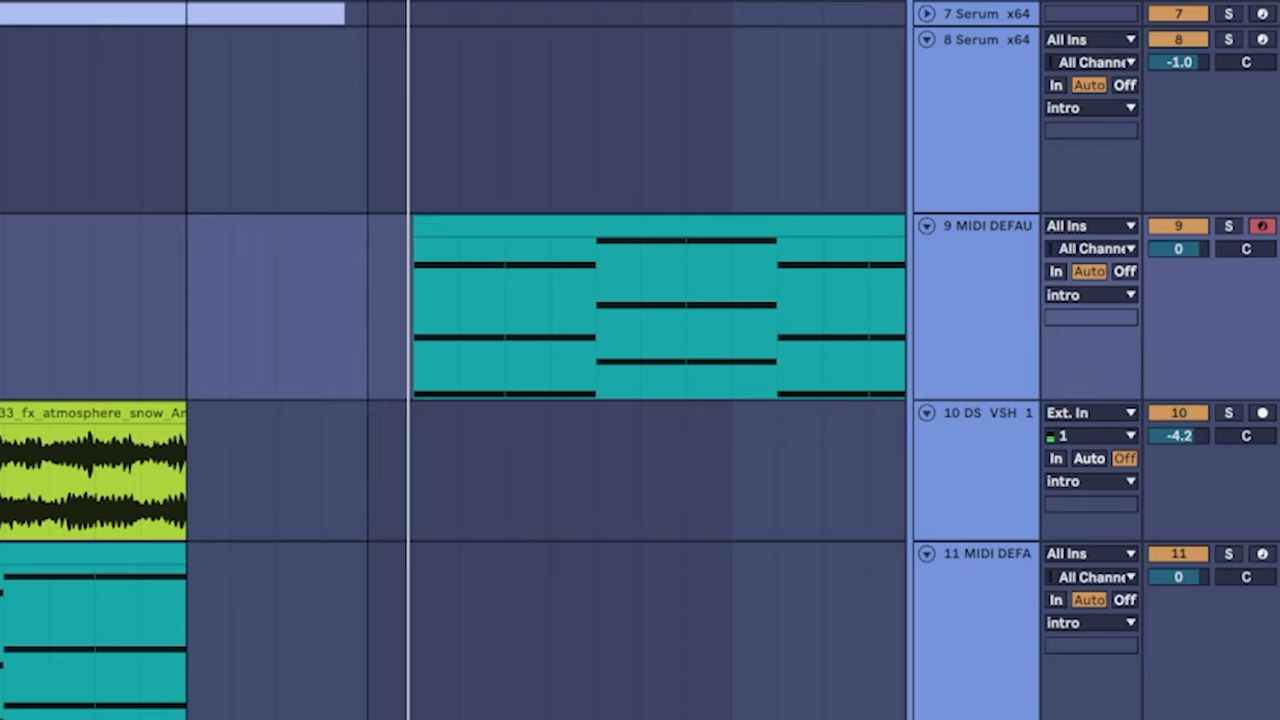 7 Serum x64 7 S
8 Serum x64 All Ins 8 S
All Channe -1.0 C
In Auto Off
intro
9 MIDI DEFAU All Ins 9 S
All Channe 0 C
In Auto Off
intro
33_fx_atmosphere_snow_Ar 10 DS VSH 1 Ext. In 10 S
1 -4.2 C
In Auto Off
intro
11 MIDI DEFA All Ins 11 S
All Channe 0 C
In Auto Off
intro